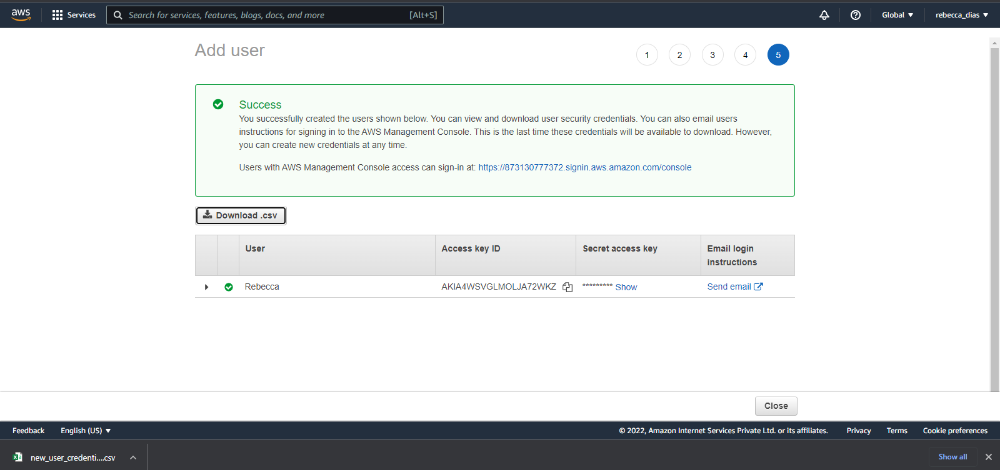 aws Services Search for services, features, blogs, docs, and more [Alt+S] Global rebecca_dias
Add user 1 2 3 4 5
Success
You successfully created the users shown below. You can view and download user security credentials. You can also email users
instructions for signing in to the AWS Management Console. This is the last time these credentials will be available to download. However,
you can create new credentials at any time.
Users with AWS Management Console access can sign-in at: https://873130777372.signin.aws.amazon.com/console
Download .csv
User Access key ID Secret access key Email login
instructions
Rebecca AKIA4WSVGLMOLJA72WKZ ********* Show Send email
Close
Feedback English (US) © 2022, Amazon Internet Services Private Ltd. or its affiliates. Privacy Terms Cookie preferences
new_user_credenti....csv Show all